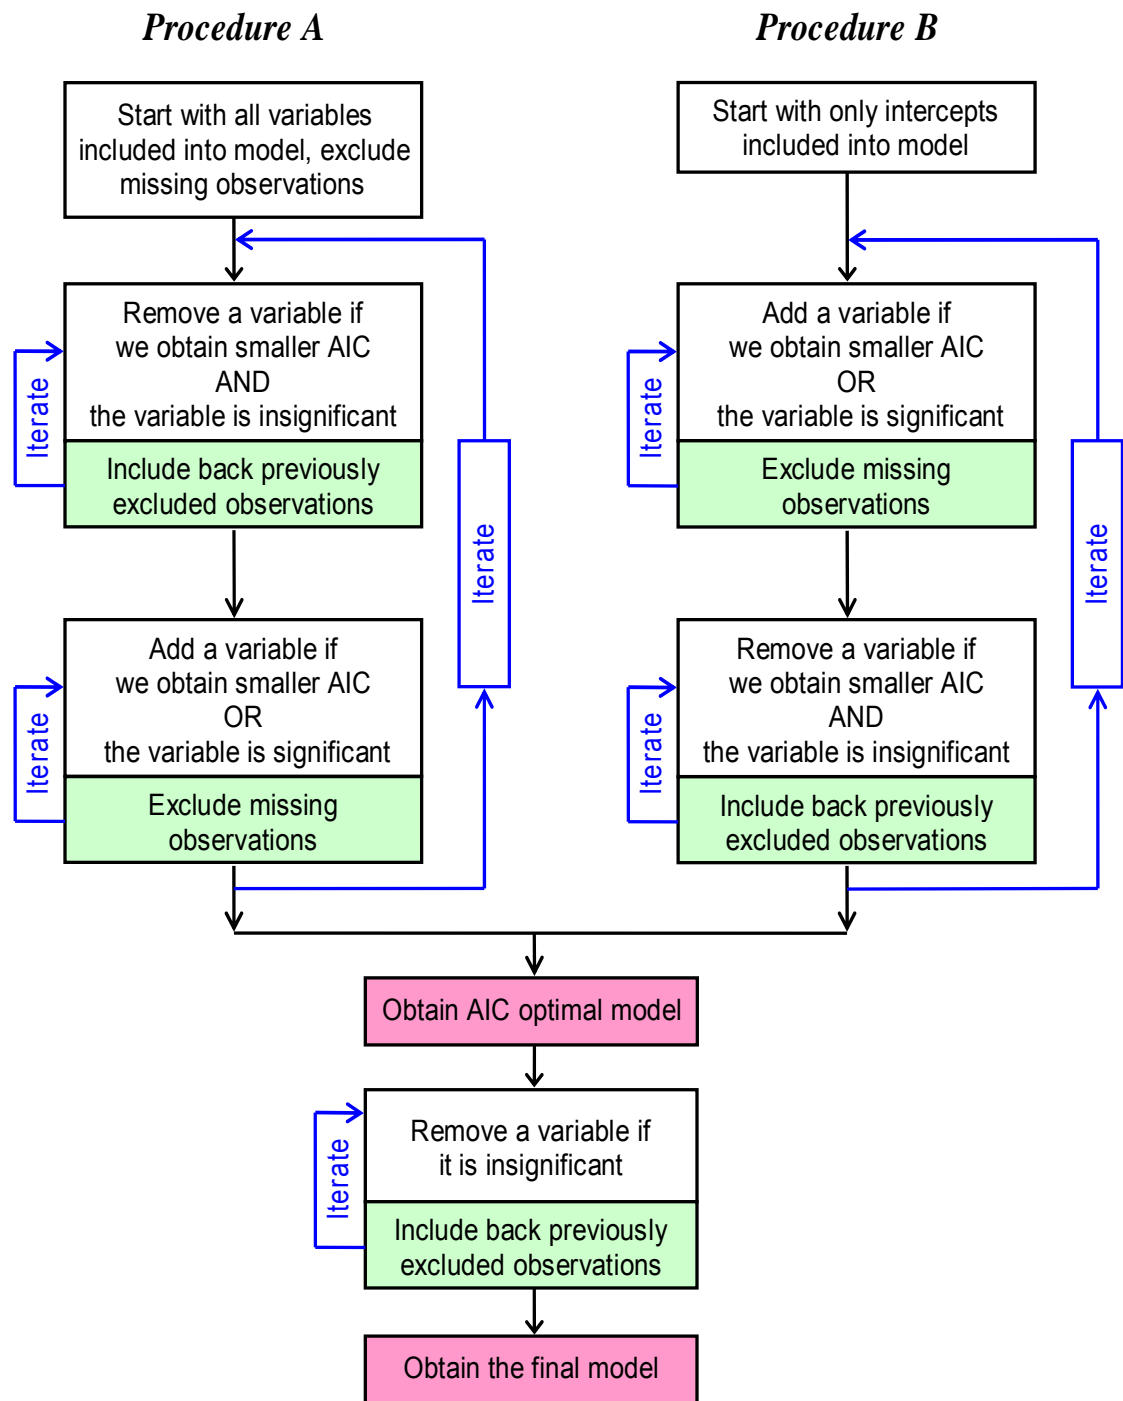 Procedure A
Start with all variables
included into model, exclude
missing observations
Remove a variable if
we obtain smaller AIC
AND
the variable is insignificant
Include back previously
excluded observations
Iterate
Add a variable if
we obtain smaller AIC
OR
the variable is significant
Exclude missing
observations
Iterate
Iterate
Procedure B
Start with only intercepts
included into model
Add a variable if
we obtain smaller AIC
OR
the variable is significant
Exclude missing
observations
Iterate
Remove a variable if
we obtain smaller AIC
AND
the variable is insignificant
Include back previously
excluded observations
Iterate
Iterate
Obtain AIC optimal model
Remove a variable if
it is insignificant
Include back previously
excluded observations
Iterate
Obtain the final model